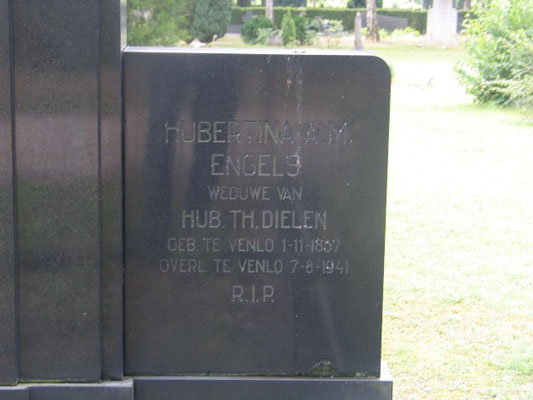 HUBERTINA A.M.
ENGELS
WEDUWE VAN
HUB. TH. DIELEN
GEB. TE VENLO 1-11-1857
OVERL. TE VENLO 7-8-1941
R.I.P.